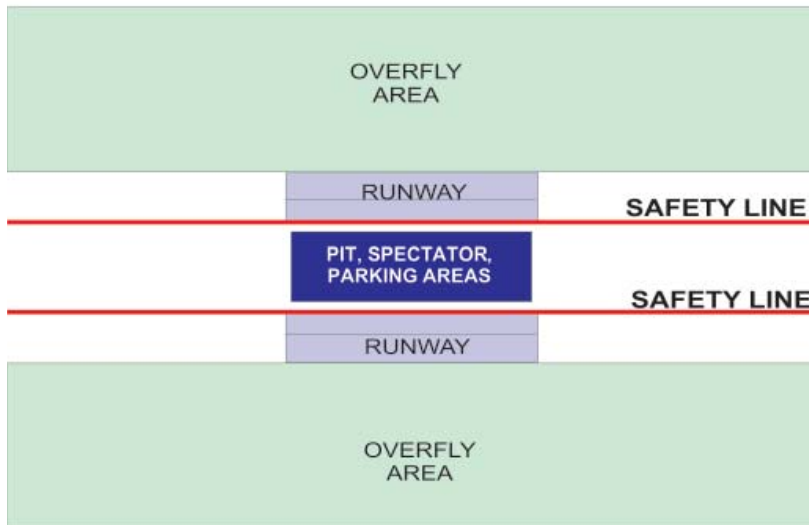 OVERFLY
AREA
RUNWAY
SAFETY LINE
PIT, SPECTATOR,
PARKING AREAS
SAFETY LINE
RUNWAY
OVERFLY
AREA